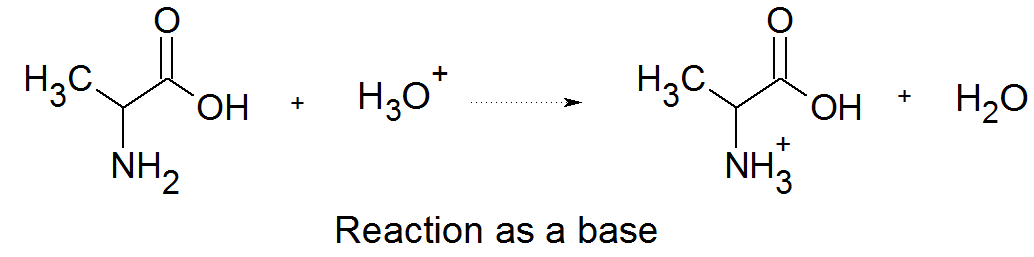 O O
H₃C H₃C
OH + H₃O⁺ OH + H₂O
NH₂ NH₃⁺
Reaction as a base